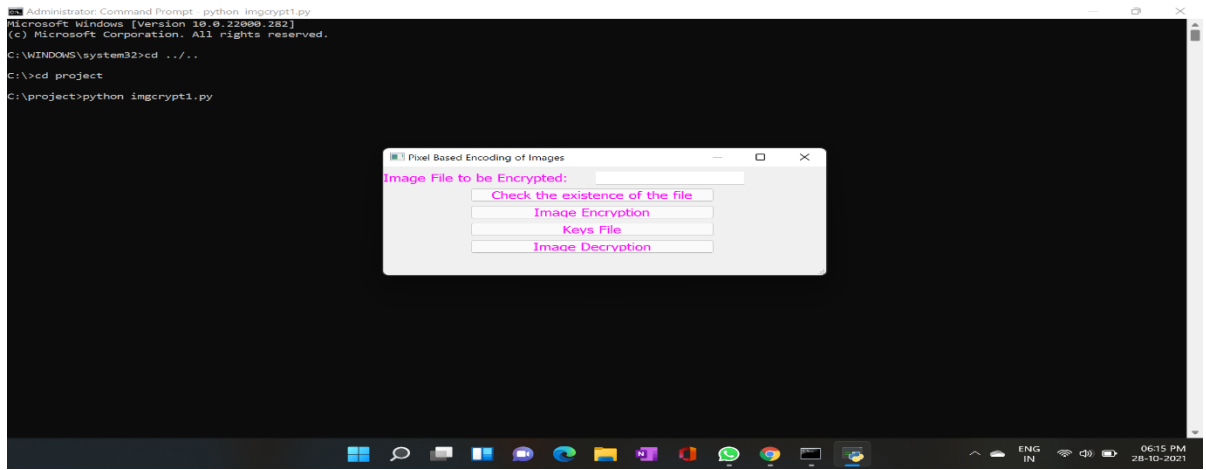 Administrator: Command Prompt - python imgcrypt1.py
Microsoft Windows [Version 10.0.22000.282]
(c) Microsoft Corporation. All rights reserved.
C:\WINDOWS\system32>cd ../..
C:\>cd project
C:\project>python imgcrypt1.py
Pixel Based Encoding of Images
Image File to be Encrypted:
Check the existence of the file
Image Encryption
Keys File
Image Decryption
ENG
IN
06:15 PM
28-10-2021